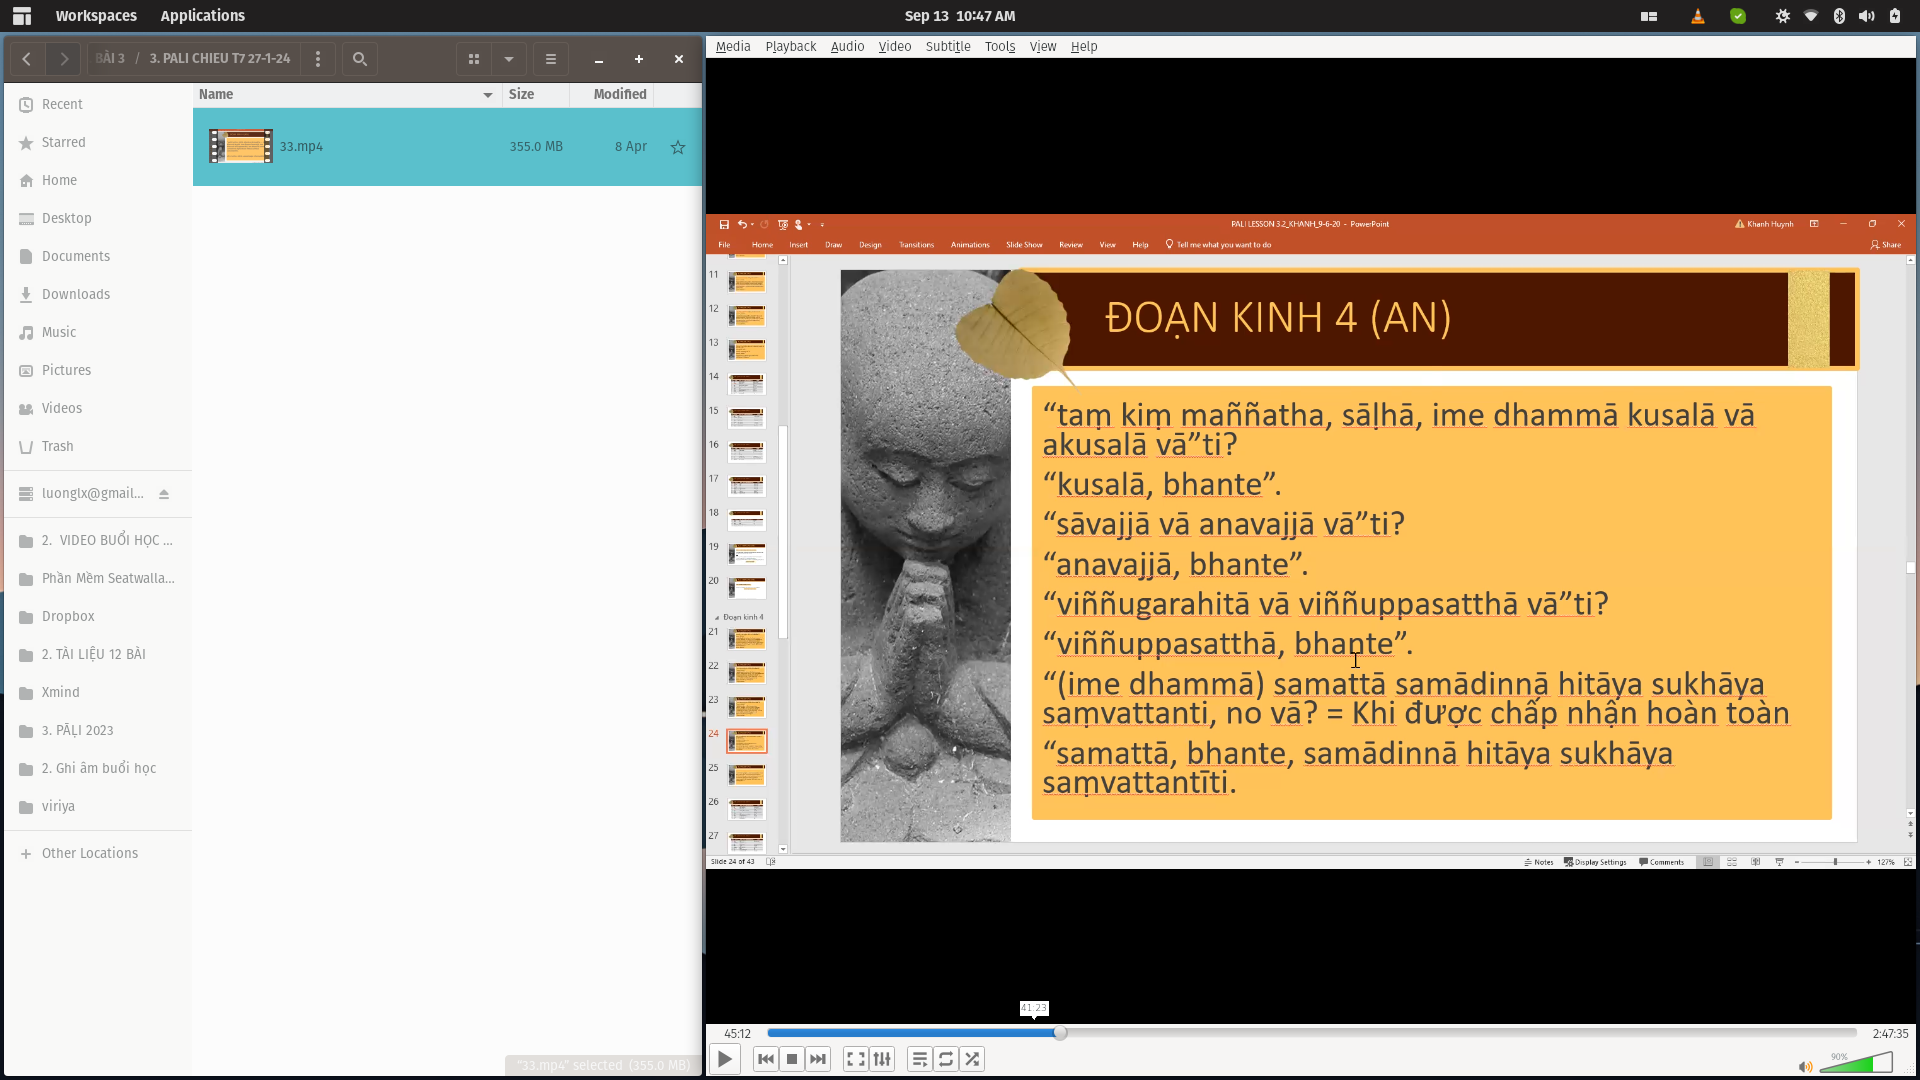 Workspaces Applications Sep 13 10:47 AM
BÀI 3 / 3. PALI CHIEU T7 27-1-24
Name Size Modified
33.mp4 355.0 MB 8 Apr
Recent
Starred
Home
Desktop
Documents
Downloads
Music
Pictures
Videos
Trash
luonglx@gmail...
2. VIDEO BUỔI HỌC ...
Phần Mềm Seatwalla...
Dropbox
2. TÀI LIỆU 12 BÀI
Xmind
3. PĀḶI 2023
2. Ghi âm buổi học
viriya
Other Locations
"33.mp4" selected (355.0 MB)
Media Playback Audio Video Subtitle Tools View Help
PALI LESSON 3.2_KHANH_9-6-20 - PowerPoint Khanh Huynh
File Home Insert Draw Design Transitions Animations Slide Show Review View Help Tell me what you want to do Share
11
12
13
14
15
16
17
18
19
20
Đoạn kinh 4
21
22
23
24
25
26
27
ĐOẠN KINH 4 (AN)
“taṃ kiṃ maññatha, sāḷhā, ime dhammā kusalā vā
akusalā vā”ti?
“kusalā, bhante”.
“sāvajjā vā anavajjā vā”ti?
“anavajjā, bhante”.
“viññugarahitā vā viññuppasatthā vā”ti?
“viññuppasatthā, bhante”.
“(ime dhammā) samattā samādinnā hitāya sukhāya
saṃvattanti, no vā? = Khi được chấp nhận hoàn toàn
“samattā, bhante, samādinnā hitāya sukhāya
saṃvattantīti.
Slide 24 of 43 Notes Display Settings Comments 127%
41:23
45:12 2:47:35
90%